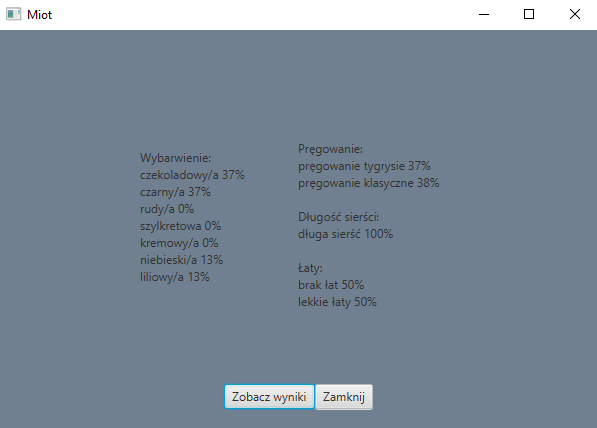 Miot
Wybarwienie:
czekoladowy/a 37%
czarny/a 37%
rudy/a 0%
szylkretowa 0%
kremowy/a 0%
niebieski/a 13%
liliowy/a 13%
Pręgowanie:
pręgowanie tygrysie 37%
pręgowanie klasyczne 38%
Długość sierści:
długa sierść 100%
Łaty:
brak łat 50%
lekkie łaty 50%
Zobacz wyniki
Zamknij